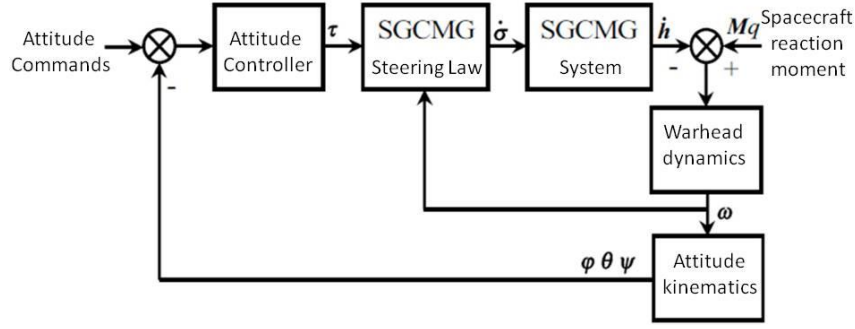 Attitude
Commands
-
Attitude
Controller
τ
SGCMG
Steering Law
σ̇
SGCMG
System
ḣ
-
Mq
+
Spacecraft
reaction
moment
Warhead
dynamics
ω
Attitude
kinematics
φ θ ψ